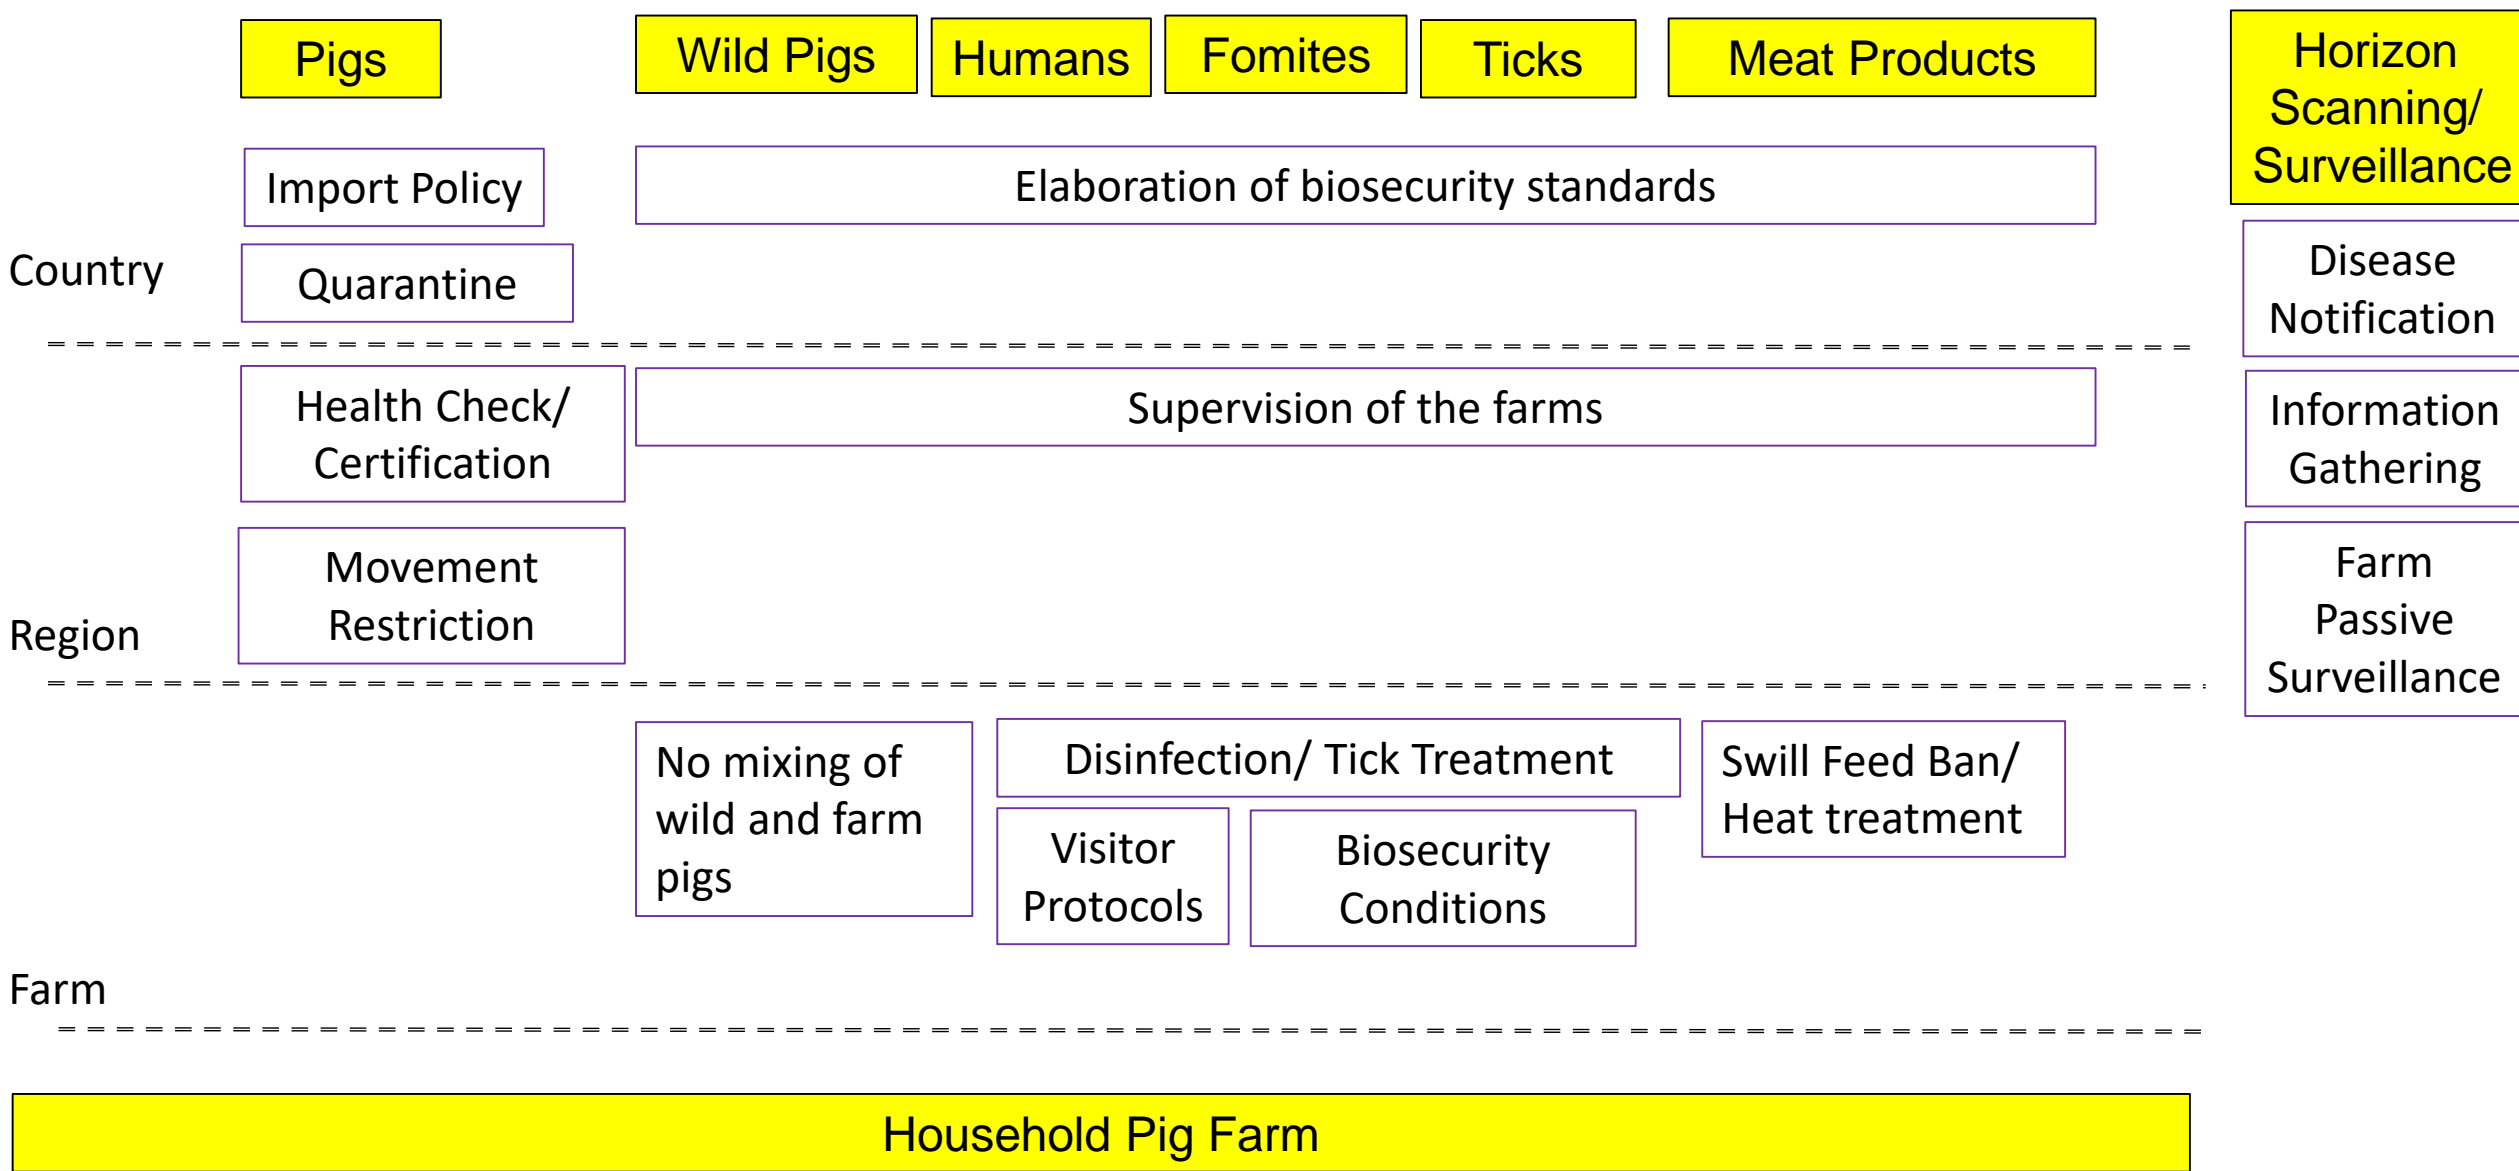 Pigs
Wild Pigs
Humans
Fomites
Ticks
Meat Products
Horizon
Scanning/
Surveillance
Import Policy
Elaboration of biosecurity standards
Country
Quarantine
Disease
Notification
Health Check/
Certification
Supervision of the farms
Information
Gathering
Movement
Restriction
Region
Farm
Passive
Surveillance
No mixing of
wild and farm
pigs
Disinfection/ Tick Treatment
Swill Feed Ban/
Heat treatment
Visitor
Protocols
Biosecurity
Conditions
Farm
Household Pig Farm